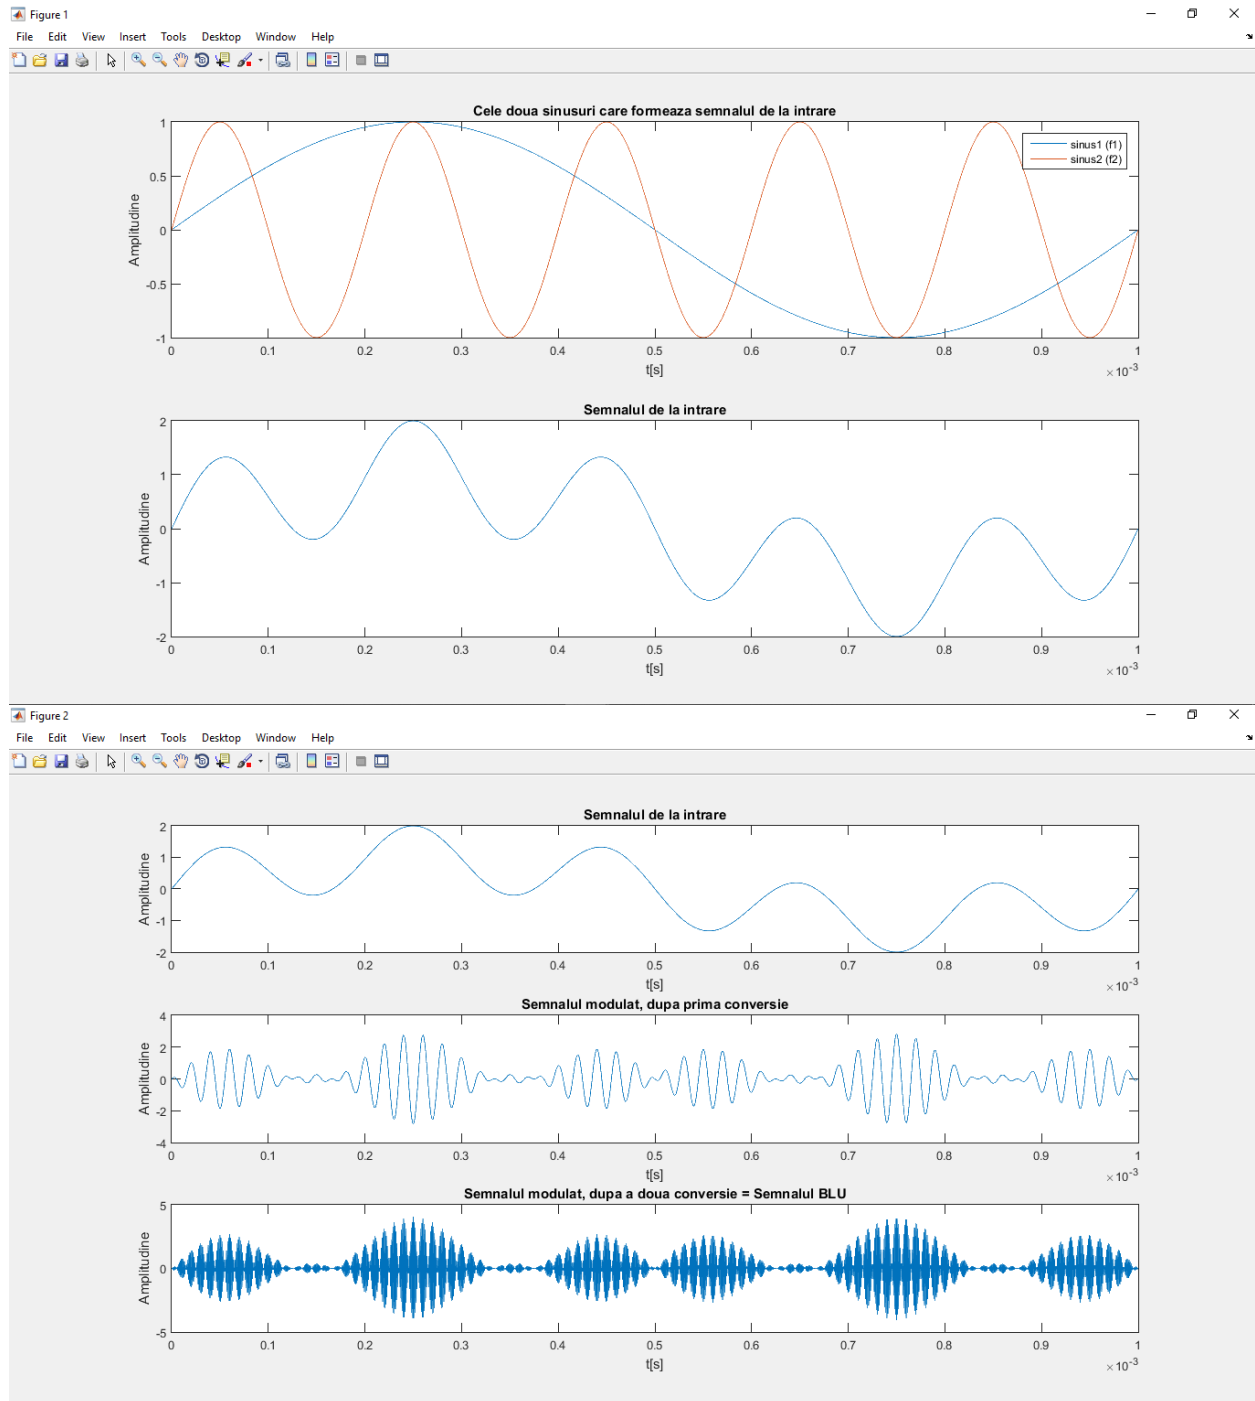 Figure 1
File Edit View Insert Tools Desktop Window Help
Cele doua sinusuri care formeaza semnalul de la intrare
sinus1 (f1)
sinus2 (f2)
Amplitudine
1
0.5
0
-0.5
-1
0 0.1 0.2 0.3 0.4 0.5 0.6 0.7 0.8 0.9 1
t[s]
×10-3
Semnalul de la intrare
Amplitudine
2
1
0
-1
-2
0 0.1 0.2 0.3 0.4 0.5 0.6 0.7 0.8 0.9 1
t[s]
×10-3
Figure 2
File Edit View Insert Tools Desktop Window Help
Semnalul de la intrare
Amplitudine
2
1
0
-1
-2
0 0.1 0.2 0.3 0.4 0.5 0.6 0.7 0.8 0.9 1
t[s]
×10-3
Semnalul modulat, dupa prima conversie
Amplitudine
4
2
0
-2
-4
0 0.1 0.2 0.3 0.4 0.5 0.6 0.7 0.8 0.9 1
t[s]
×10-3
Semnalul modulat, dupa a doua conversie = Semnalul BLU
Amplitudine
5
0
-5
0 0.1 0.2 0.3 0.4 0.5 0.6 0.7 0.8 0.9 1
t[s]
×10-3